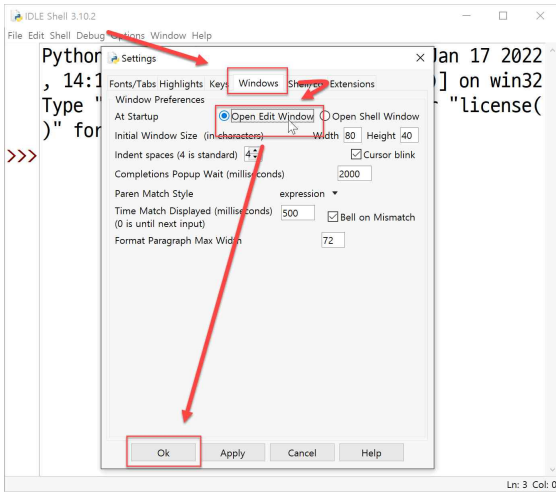 IDLE Shell 3.10.2
File Edit Shell Debug Options Window Help
Python
Jan 17 2022
, 14:1
)] on win32
Type "
r "license(
)" for
>>>
Settings
Fonts/Tabs Highlights Keys Windows Shell/Ed Extensions
Window Preferences
At Startup Open Edit Window Open Shell Window
Initial Window Size (in characters) Width 80 Height 40
Indent spaces (4 is standard) 4 Cursor blink
Completions Popup Wait (milliseconds) 2000
Paren Match Style expression
Time Match Displayed (milliseconds) 500 Bell on Mismatch
(0 is until next input)
Format Paragraph Max Width 72
Ok Apply Cancel Help
Ln: 3 Col: 0